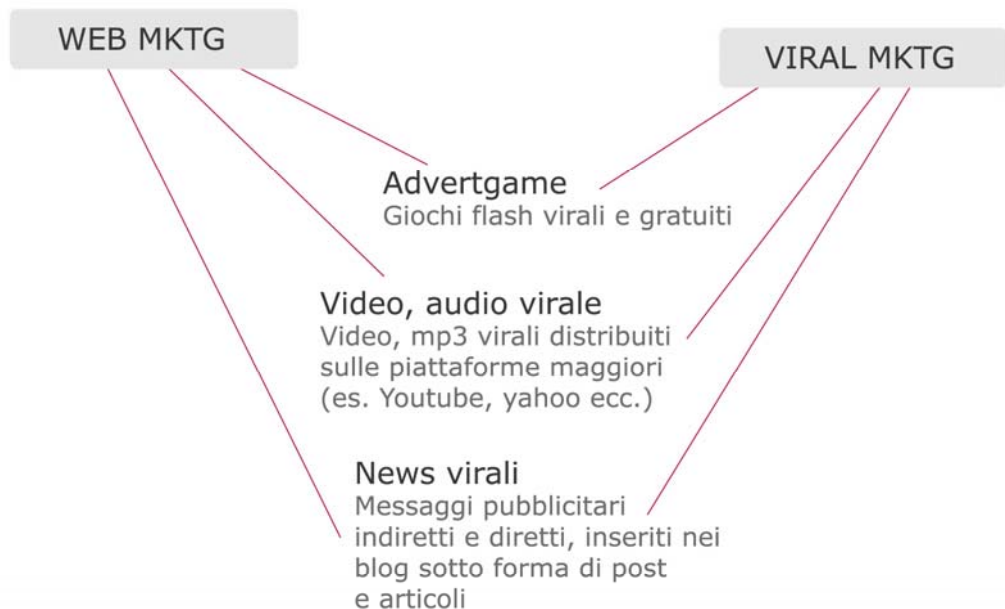 WEB MKTG
VIRAL MKTG
Advertgame
Giochi flash virali e gratuiti
Video, audio virale
Video, mp3 virali distribuiti
sulle piattaforme maggiori
(es. Youtube, yahoo ecc.)
News virali
Messaggi pubblicitari
indiretti e diretti, inseriti nei
blog sotto forma di post
e articoli